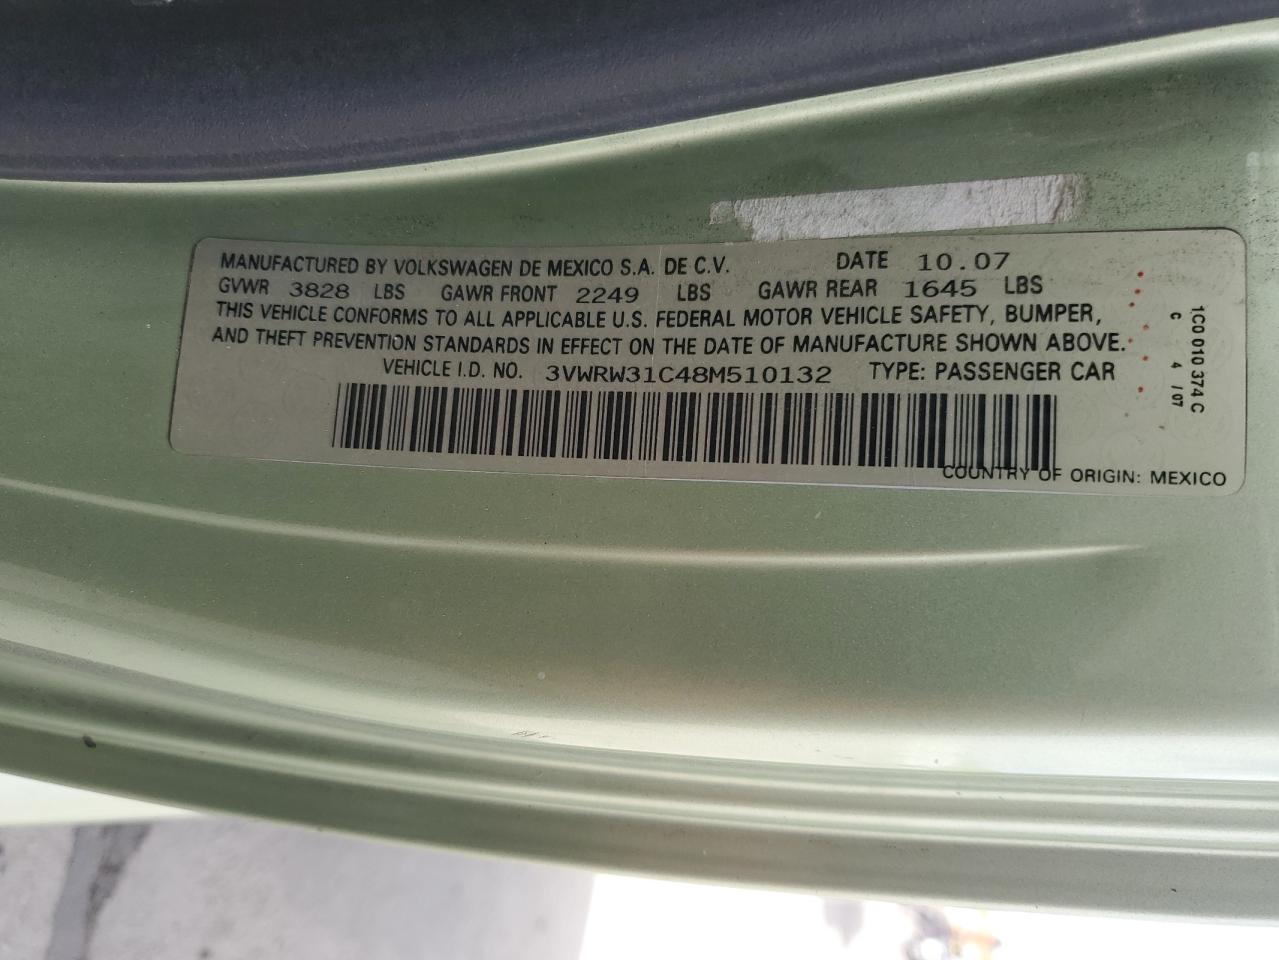 MANUFACTURED BY VOLKSWAGEN DE MEXICO S.A. DE C.V. DATE 10.07
GVWR 3828 LBS GAWR FRONT 2249 LBS GAWR REAR 1645 LBS
THIS VEHICLE CONFORMS TO ALL APPLICABLE U.S. FEDERAL MOTOR VEHICLE SAFETY, BUMPER,
AND THEFT PREVENTION STANDARDS IN EFFECT ON THE DATE OF MANUFACTURE SHOWN ABOVE.
VEHICLE I.D. NO. 3VWRW31C48M510132 TYPE: PASSENGER CAR
COUNTRY OF ORIGIN: MEXICO
1C0 010 374 C
C 4 / 07